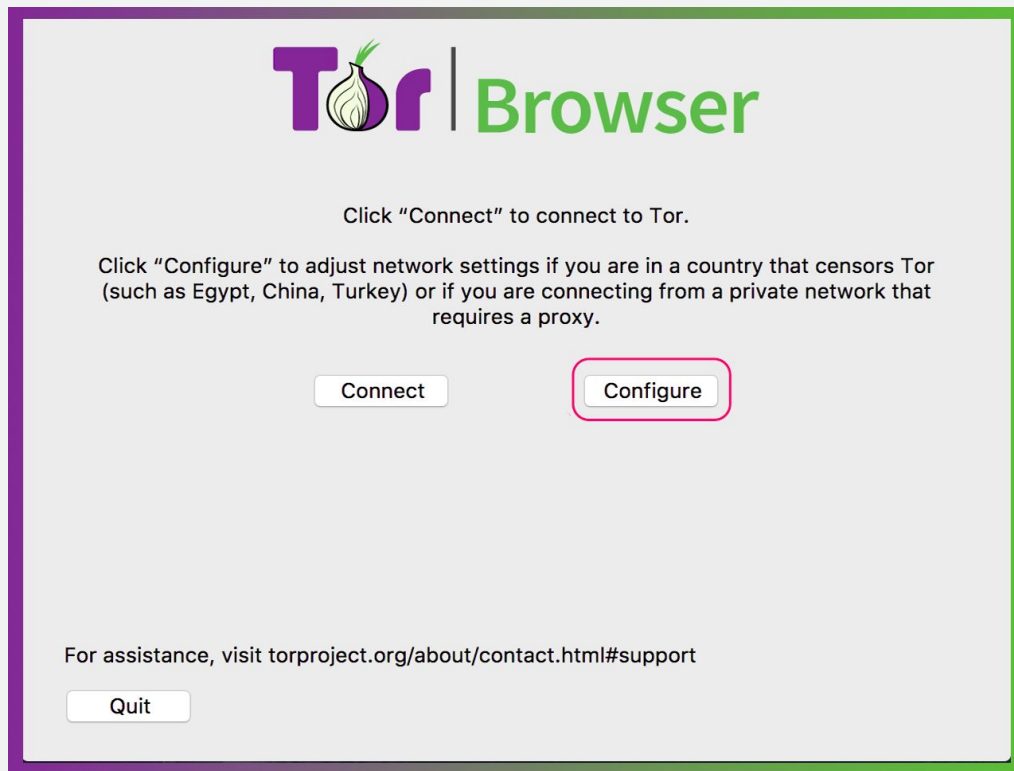 Tor Browser
Click “Connect” to connect to Tor.
Click “Configure” to adjust network settings if you are in a country that censors Tor
(such as Egypt, China, Turkey) or if you are connecting from a private network that
requires a proxy.
Connect Configure
For assistance, visit torproject.org/about/contact.html#support
Quit